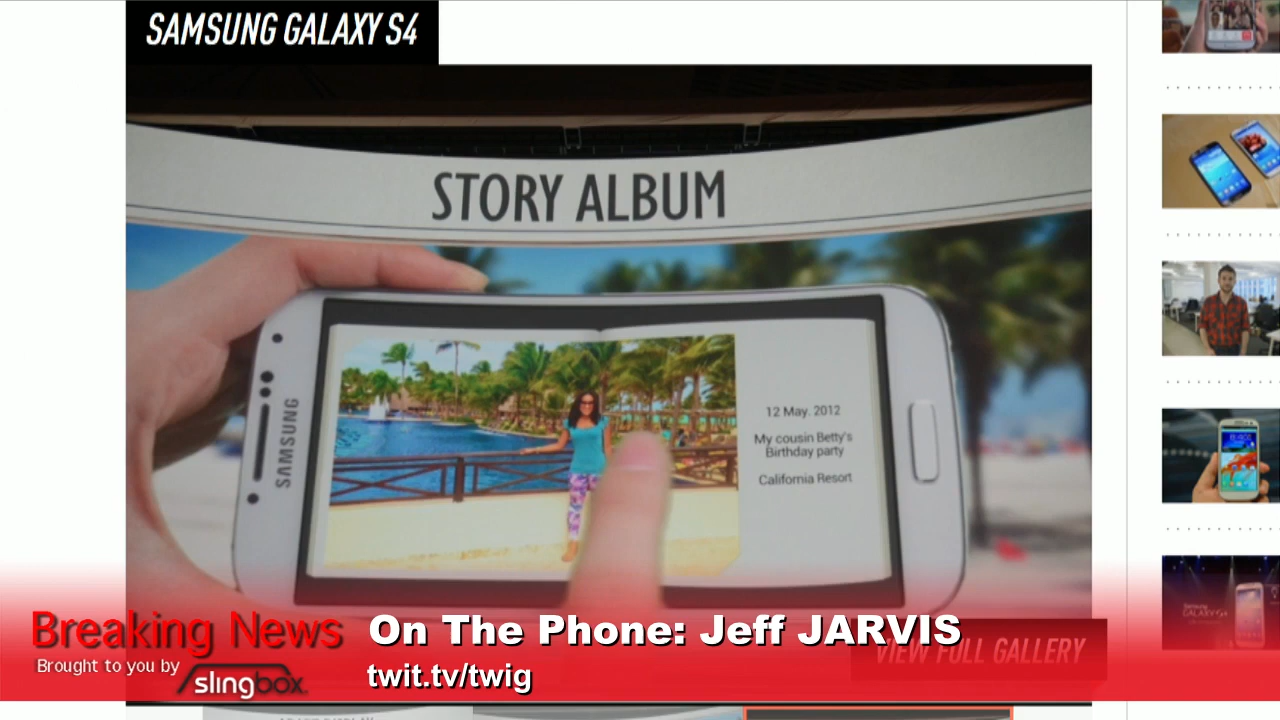 SAMSUNG GALAXY S4
STORY ALBUM
SAMSUNG
12 May. 2012
My cousin Betty's
Birthday party
California Resort
Breaking News
On The Phone: Jeff JARVIS
VIEW FULL GALLERY
Brought to you by
slingbox.
twit.tv/twig